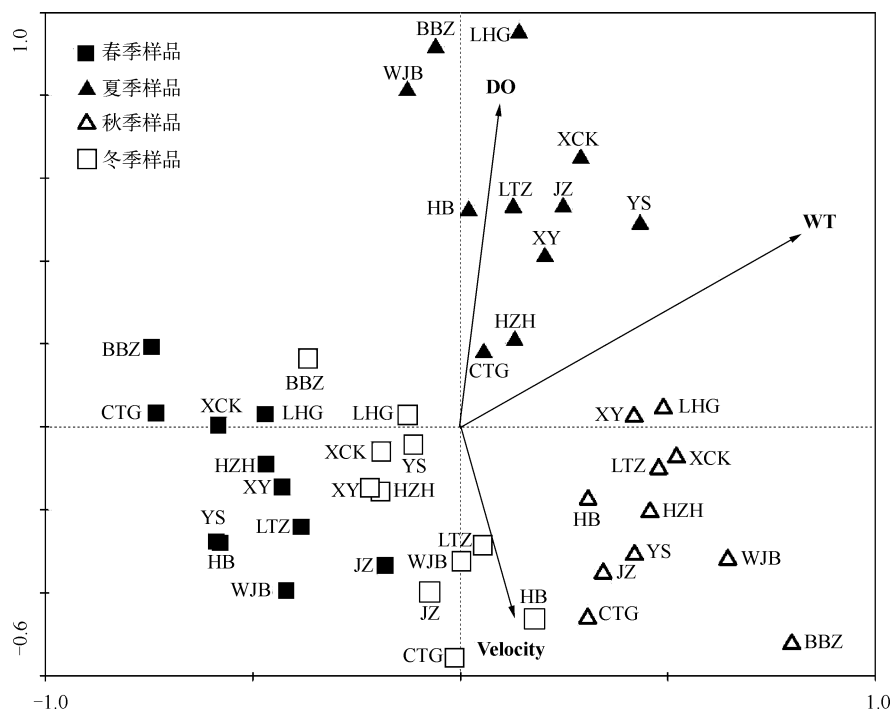 1.0
春季样品
夏季样品
秋季样品
冬季样品
BBZ
LHG
WJB
DO
XCK
LTZ
JZ
YS
HB
WT
XY
HZH
CTG
BBZ
BBZ
CTG
XCK
LHG
LHG
XY
LHG
XCK
YS
XCK
HZH
LTZ
XY
XY
HZH
HZH
HB
YS
LTZ
LTZ
YS
HB
WJB
WJB
JZ
JZ
WJB
JZ
HB
CTG
Velocity
CTG
BBZ
-0.6
-1.0
1.0